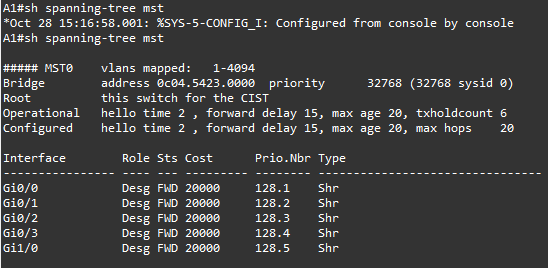 A1#sh spanning-tree mst
*Oct 28 15:16:58.001: %SYS-5-CONFIG_I: Configured from console by console
A1#sh spanning-tree mst
##### MST0    vlans mapped:   1-4094
Bridge        address 0c04.5423.0000  priority      32768 (32768 sysid 0)
Root          this switch for the CIST
Operational   hello time 2 , forward delay 15, max age 20, txholdcount 6
Configured    hello time 2 , forward delay 15, max age 20, max hops    20
Interface        Role Sts Cost      Prio.Nbr Type
---------------- ---- --- --------- -------- --------------------------------
Gi0/0            Desg FWD 20000     128.1    Shr
Gi0/1            Desg FWD 20000     128.2    Shr
Gi0/2            Desg FWD 20000     128.3    Shr
Gi0/3            Desg FWD 20000     128.4    Shr
Gi1/0            Desg FWD 20000     128.5    Shr